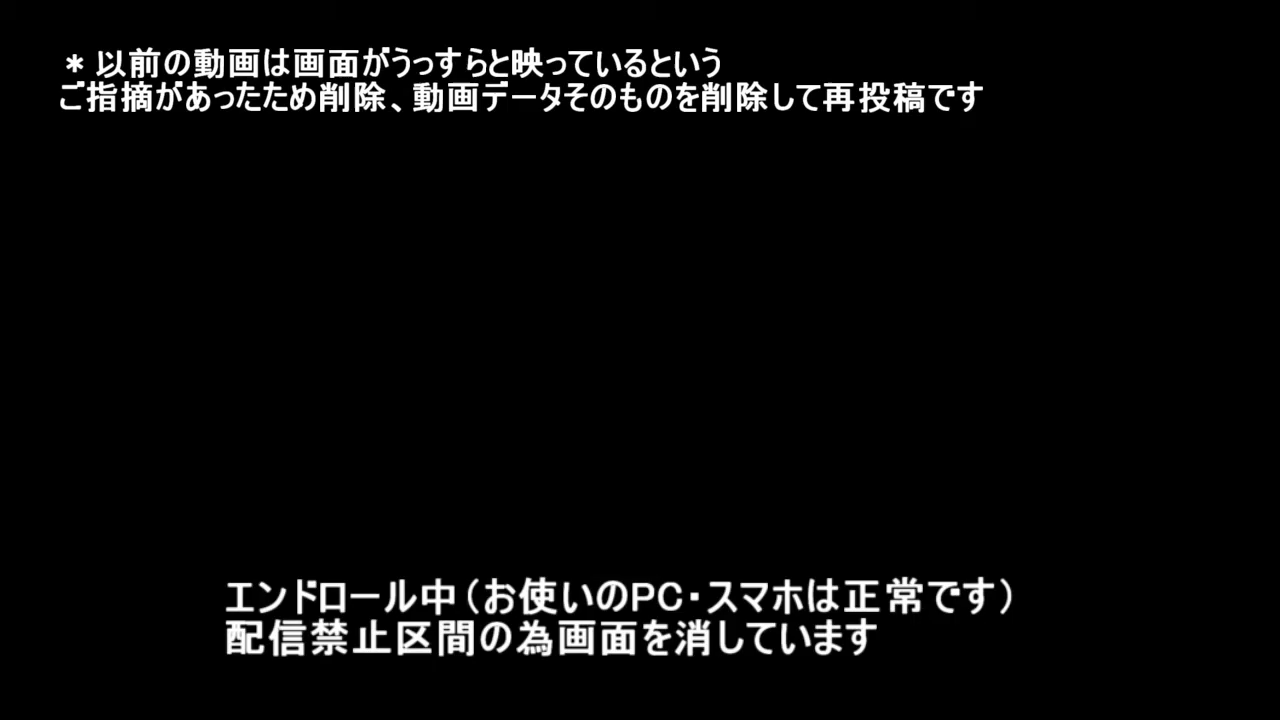 ＊以前の動画は画面がうっすらと映っているという
ご指摘があったため削除、動画データそのものを削除して再投稿です
エンドロール中（お使いのPC・スマホは正常です）
配信禁止区間の為画面を消しています